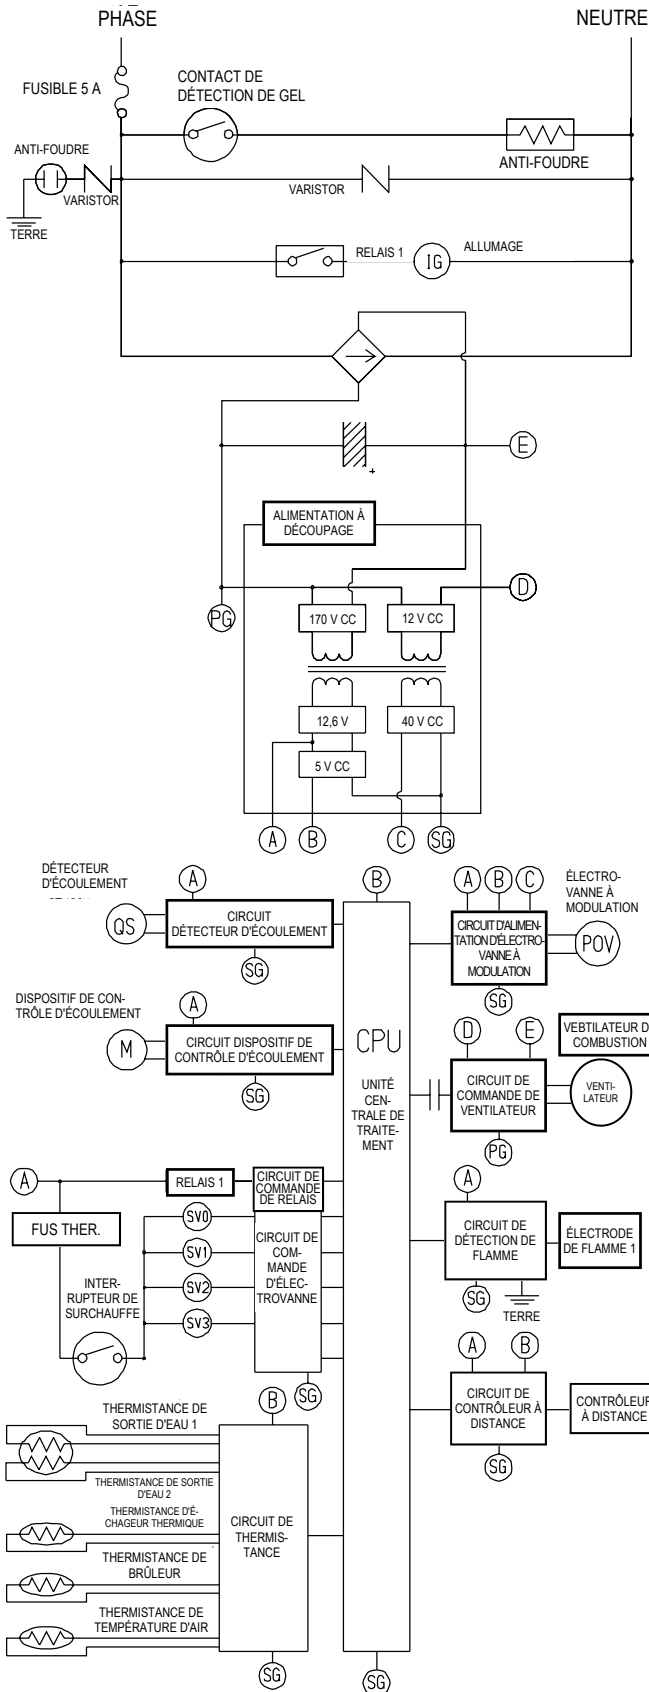 PHASE
NEUTRE
FUSIBLE 5 A
CONTACT DE
DÉTECTION DE GEL
ANTI-FOUDRE
ANTI-FOUDRE
VARISTOR
VARISTOR
TERRE
RELAIS 1
IG
ALLUMAGE
+
E
ALIMENTATION À
DÉCOUPAGE
D
PG
170 V CC
12 V CC
12,6 V
40 V CC
5 V CC
A
B
C
SG
DÉTECTEUR
D'ÉCOULEMENT
A
QS
CIRCUIT
DÉTECTEUR D'ÉCOULEMENT
SG
B
A
B
C
ÉLECTRO-
VANNE À
MODULATION
CIRCUIT D'ALIMEN-
TATION D'ÉLECTRO-
VANNE À
MODULATION
POV
SG
DISPOSITIF DE CON-
TRÔLE D'ÉCOULEMENT
A
M
CIRCUIT DISPOSITIF DE
CONTRÔLE D'ÉCOULEMENT
SG
CPU
UNITÉ
CEN-
TRALE DE
TRAITE-
MENT
D
E
VEBTILATEUR D
COMBUSTION
CIRCUIT DE
COMMANDE DE
VENTILATEUR
VENTI-
LATEUR
PG
A
RELAIS 1
CIRCUIT DE
COMMANDE
DE RELAIS
FUS THER.
SV0
SV1
SV2
SV3
CIRCUIT DE
COM-
MANDE
D'ÉLEC-
TROVANNE
INTER-
RUPTEUR DE
SURCHAUFFE
SG
A
CIRCUIT DE
DÉTECTION DE
FLAMME
ÉLECTRODE
DE FLAMME 1
SG
TERRE
A
B
CIRCUIT DE
CONTRÔLEUR À
DISTANCE
CONTRÔLEUR
À DISTANCE
SG
B
THERMISTANCE DE
SORTIE D'EAU 1
THERMISTANCE DE SORTIE
D'EAU 2
THERMISTANCE D'É-
CHAGEUR THERMIQUE
THERMISTANCE DE
BRÛLEUR
THERMISTANCE DE
TEMPÉRATURE D'AIR
CIRCUIT DE
THERMIS-
TANCE
SG
SG